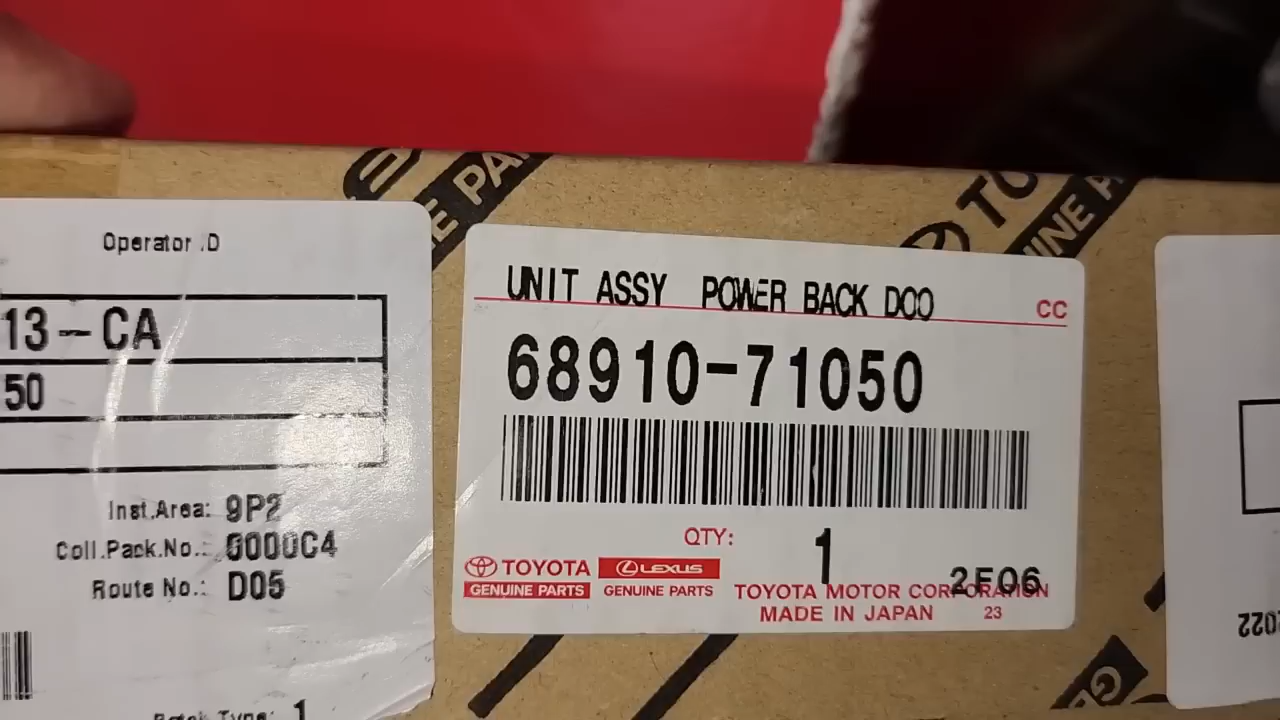 Operator ID
13-CA
50
Inst.Area: 9P2
Coll.Pack.No.: 0000C4
Route No.: D05
1
UNIT ASSY POWER BACK DOO
CC
68910-71050
QTY: 1
TOYOTA
GENUINE PARTS
LEXUS
GENUINE PARTS
2F06
TOYOTA MOTOR CORPORATION
MADE IN JAPAN 23